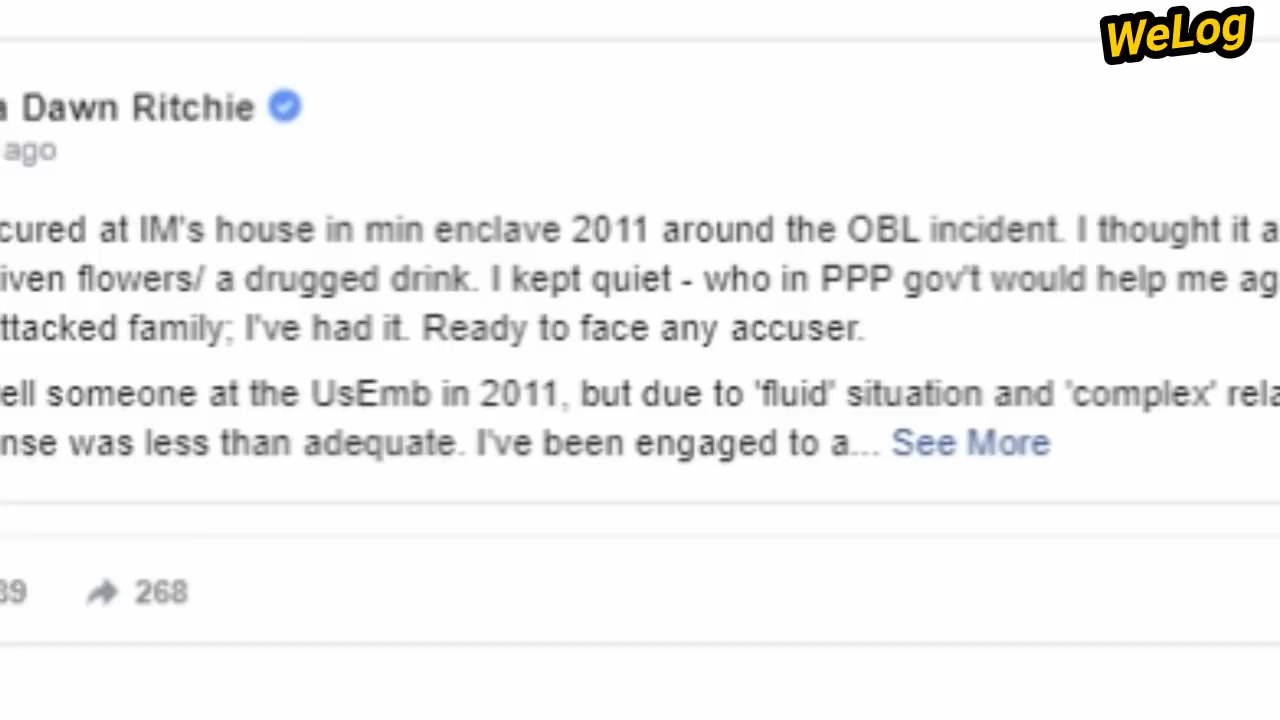 WeLog
a Dawn Ritchie
ago
cured at IM's house in min enclave 2011 around the OBL incident. I thought it a
iven flowers/ a drugged drink. I kept quiet - who in PPP gov't would help me ag
ttacked family; I've had it. Ready to face any accuser.
ell someone at the UsEmb in 2011, but due to 'fluid' situation and 'complex' rela
nse was less than adequate. I've been engaged to a... See More
39 268